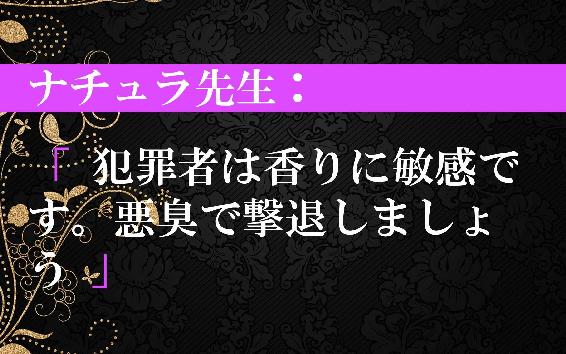 ナチュラ先生：
「 犯罪者は香りに敏感で
す。悪臭で撃退しましょ
う 」